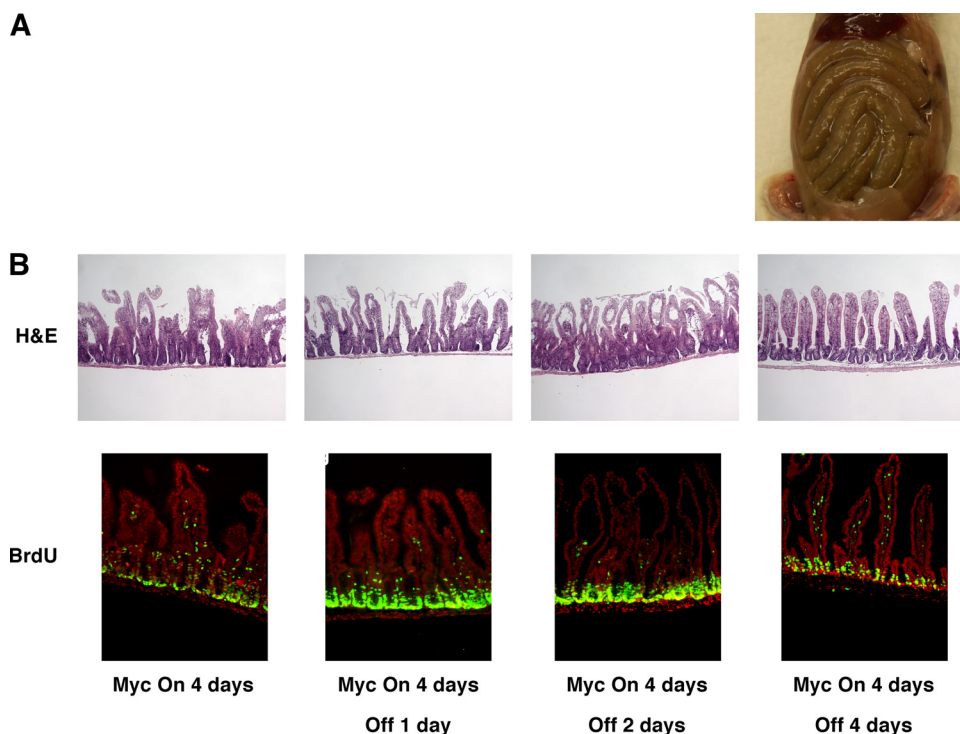 A
B
H&E
BrdU
Myc On 4 days
Myc On 4 days
Myc On 4 days
Myc On 4 days
Off 1 day
Off 2 days
Off 4 days